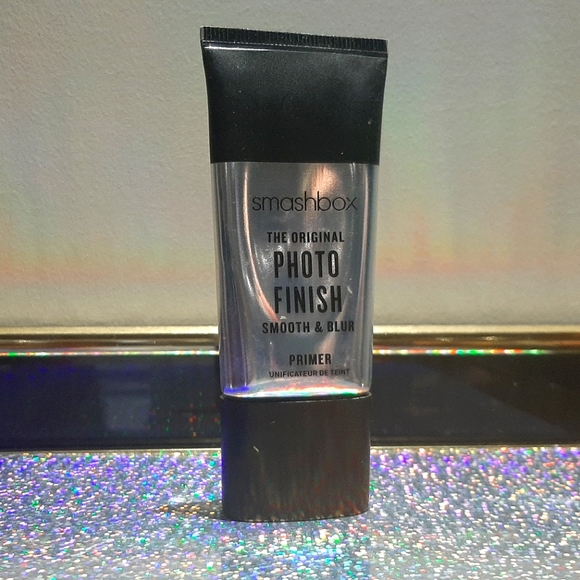 smashbox
THE ORIGINAL
PHOTO
FINISH
SMOOTH & BLUR
PRIMER
UNIFICATEUR DE TEINT